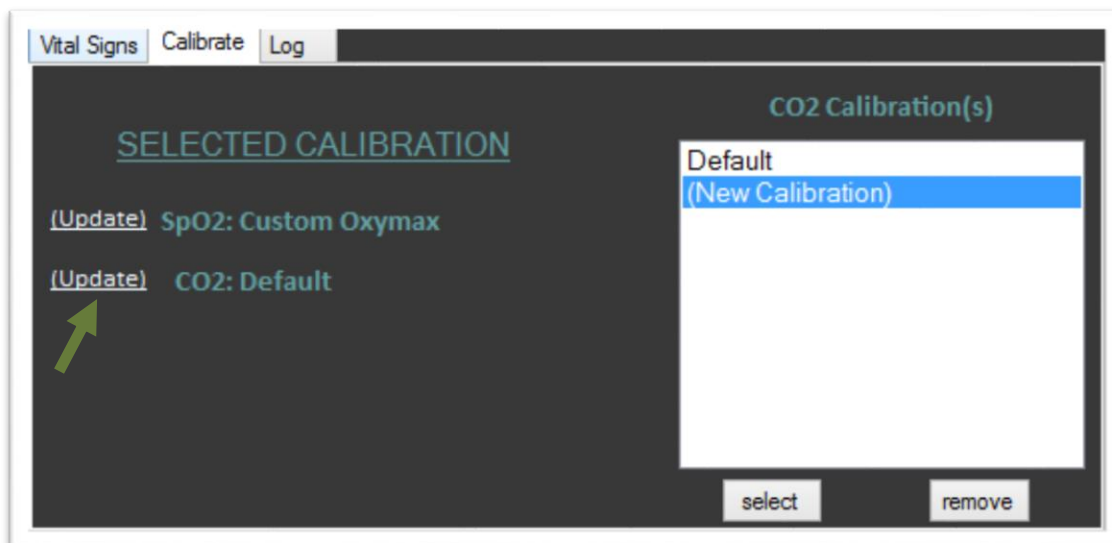 Vital Signs Calibrate Log
SELECTED CALIBRATION
(Update) SpO2: Custom Oxymax
(Update) CO2: Default
CO2 Calibration(s)
Default
(New Calibration)
select remove